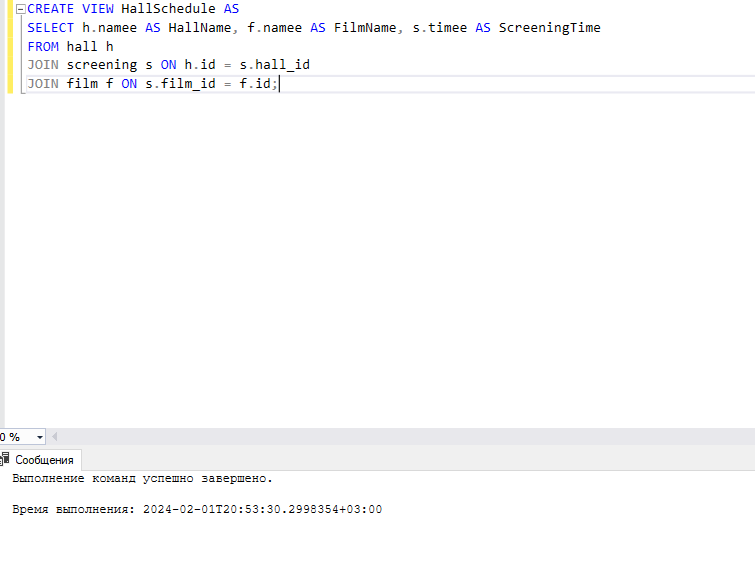 CREATE VIEW HallSchedule AS
SELECT h.namee AS HallName, f.namee AS FilmName, s.timee AS ScreeningTime
FROM hall h
JOIN screening s ON h.id = s.hall_id
JOIN film f ON s.film_id = f.id;
0 %
Сообщения
Выполнение команд успешно завершено.
Время выполнения: 2024-02-01T20:53:30.2998354+03:00